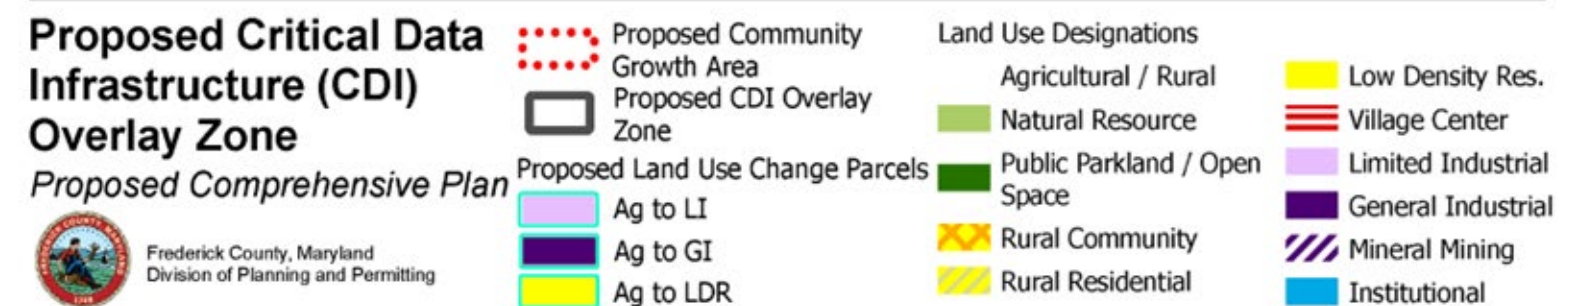 Proposed Critical Data
Infrastructure (CDI)
Overlay Zone
Proposed Comprehensive Plan
Frederick County, Maryland
Division of Planning and Permitting
Proposed Community
Growth Area
Proposed CDI Overlay
Zone
Proposed Land Use Change Parcels
Ag to LI
Ag to GI
Ag to LDR
Land Use Designations
Agricultural / Rural
Natural Resource
Public Parkland / Open
Space
Rural Community
Rural Residential
Low Density Res.
Village Center
Limited Industrial
General Industrial
Mineral Mining
Institutional